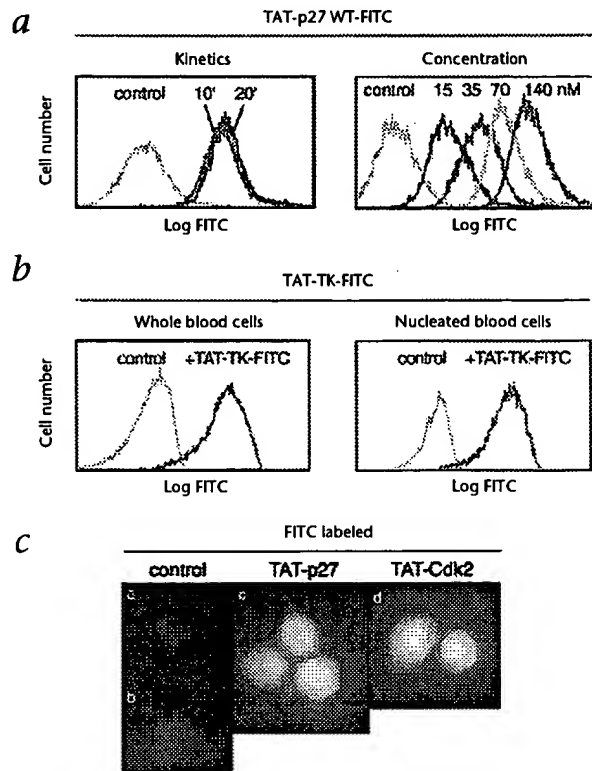 a
TAT-p27 WT-FITC
Kinetics
Concentration
control 10' 20'
control 15 35 70 140 nM
Cell number
Log FITC
Log FITC
b
TAT-TK-FITC
Whole blood cells
Nucleated blood cells
control +TAT-TK-FITC
control +TAT-TK-FITC
Cell number
Log FITC
Log FITC
c
FITC labeled
control
TAT-p27
TAT-Cdk2
a
c
d
b